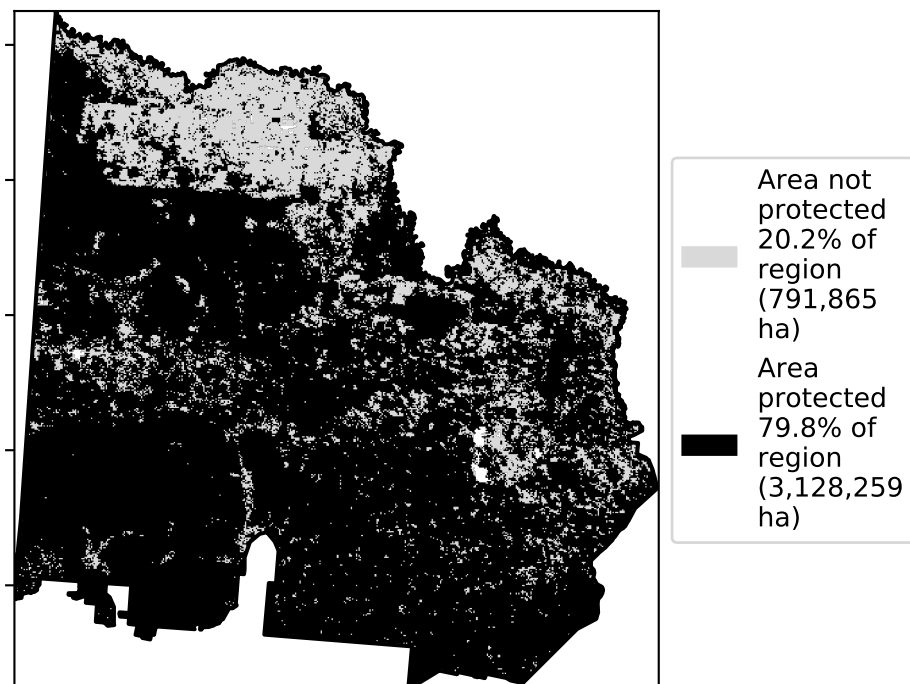 Area not
protected
20.2% of
region
(791,865
ha)
Area
protected
79.8% of
region
(3,128,259
ha)